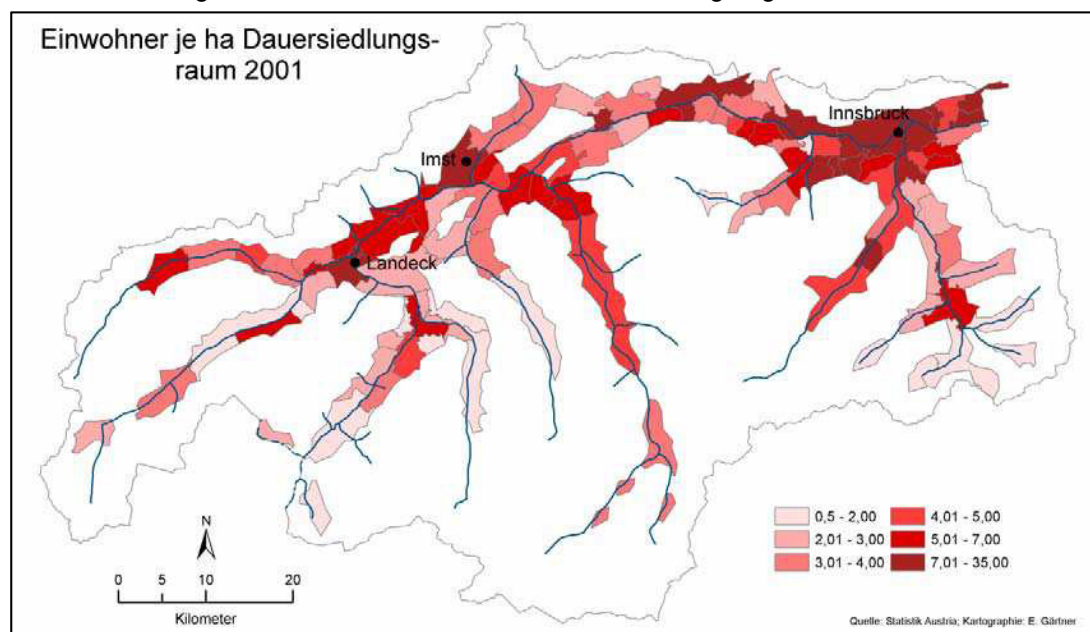 Einwohner je ha Dauersiedlungs-
raum 2001
Innsbruck
Imst
Landeck
N
0 5 10 20
Kilometer
0,5 - 2,00
2,01 - 3,00
3,01 - 4,00
4,01 - 5,00
5,01 - 7,00
7,01 - 35,00
Quelle: Statistik Austria; Kartographie: E. Gärtner